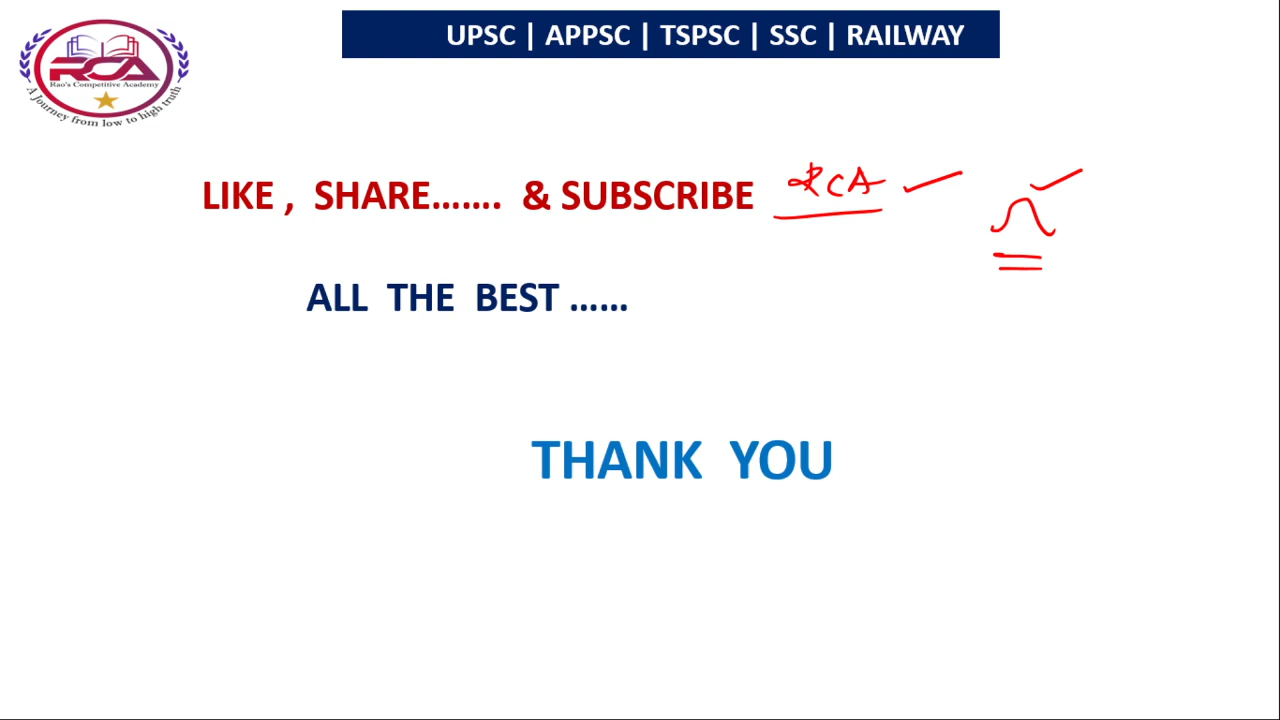 UPSC | APPSC | TSPSC | SSC | RAILWAY
RCA
Rao's Competitive Academy
A Journey from low to high truth
LIKE , SHARE....... & SUBSCRIBE RCA
ALL THE BEST ......
THANK YOU